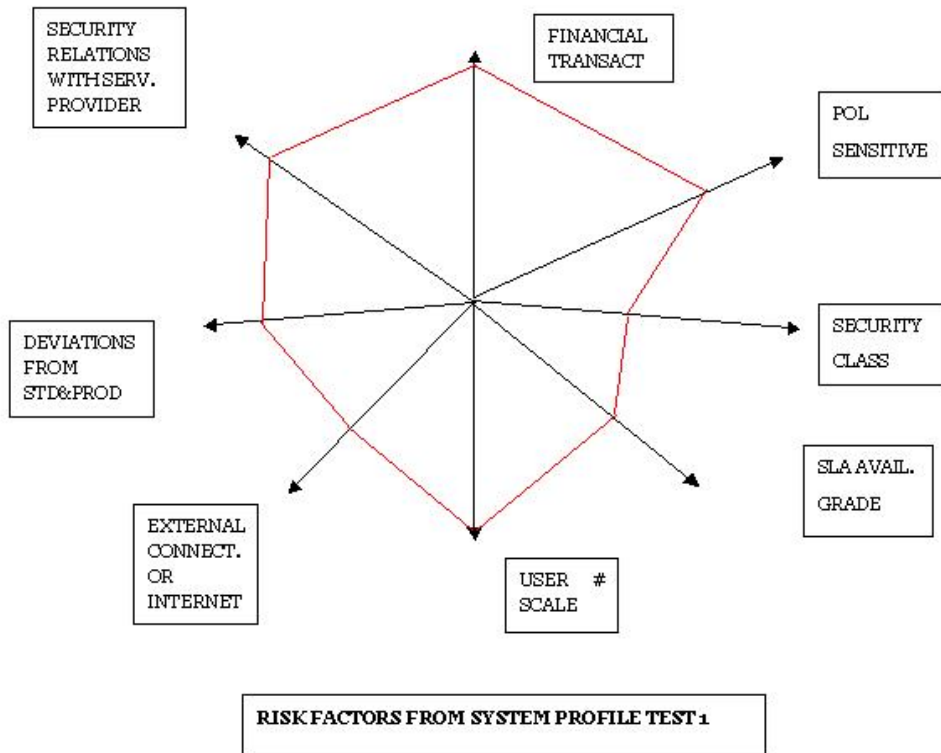 SECURITY
RELATIONS
WITH SERV.
PROVIDER
FINANCIAL
TRANSACT
POL
SENSITIVE
SECURITY
CLASS
SLA AVAIL.
GRADE
USER #
SCALE
EXTERNAL
CONNECT.
OR
INTERNET
DEVIATIONS
FROM
STD&PROD
RISK FACTORS FROM SYSTEM PROFILE TEST 1